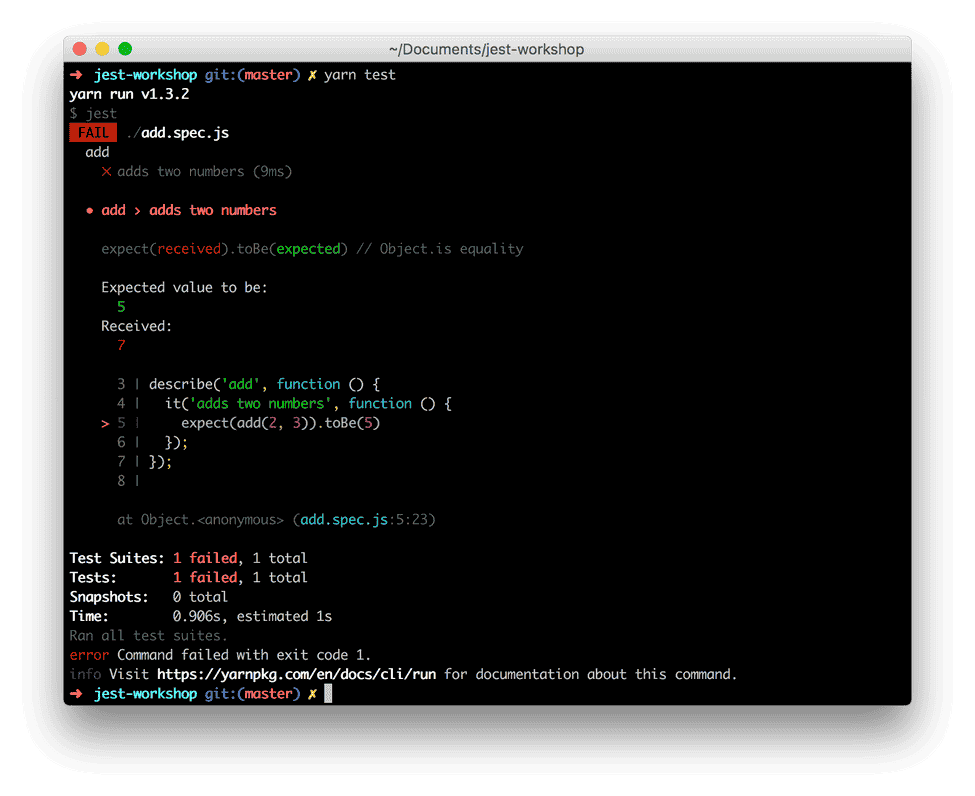 ~/Documents/jest-workshop
➜ jest-workshop git:(master) ✗ yarn test
yarn run v1.3.2
$ jest
FAIL ./add.spec.js
add
✕ adds two numbers (9ms)
● add › adds two numbers
expect(received).toBe(expected) // Object.is equality
Expected value to be:
5
Received:
7
3 | describe('add', function () {
4 | it('adds two numbers', function () {
> 5 | expect(add(2, 3)).toBe(5)
6 | });
7 | });
8 |
at Object.<anonymous> (add.spec.js:5:23)
Test Suites: 1 failed, 1 total
Tests: 1 failed, 1 total
Snapshots: 0 total
Time: 0.906s, estimated 1s
Ran all test suites.
error Command failed with exit code 1.
info Visit https://yarnpkg.com/en/docs/cli/run for documentation about this command.
➜ jest-workshop git:(master) ✗